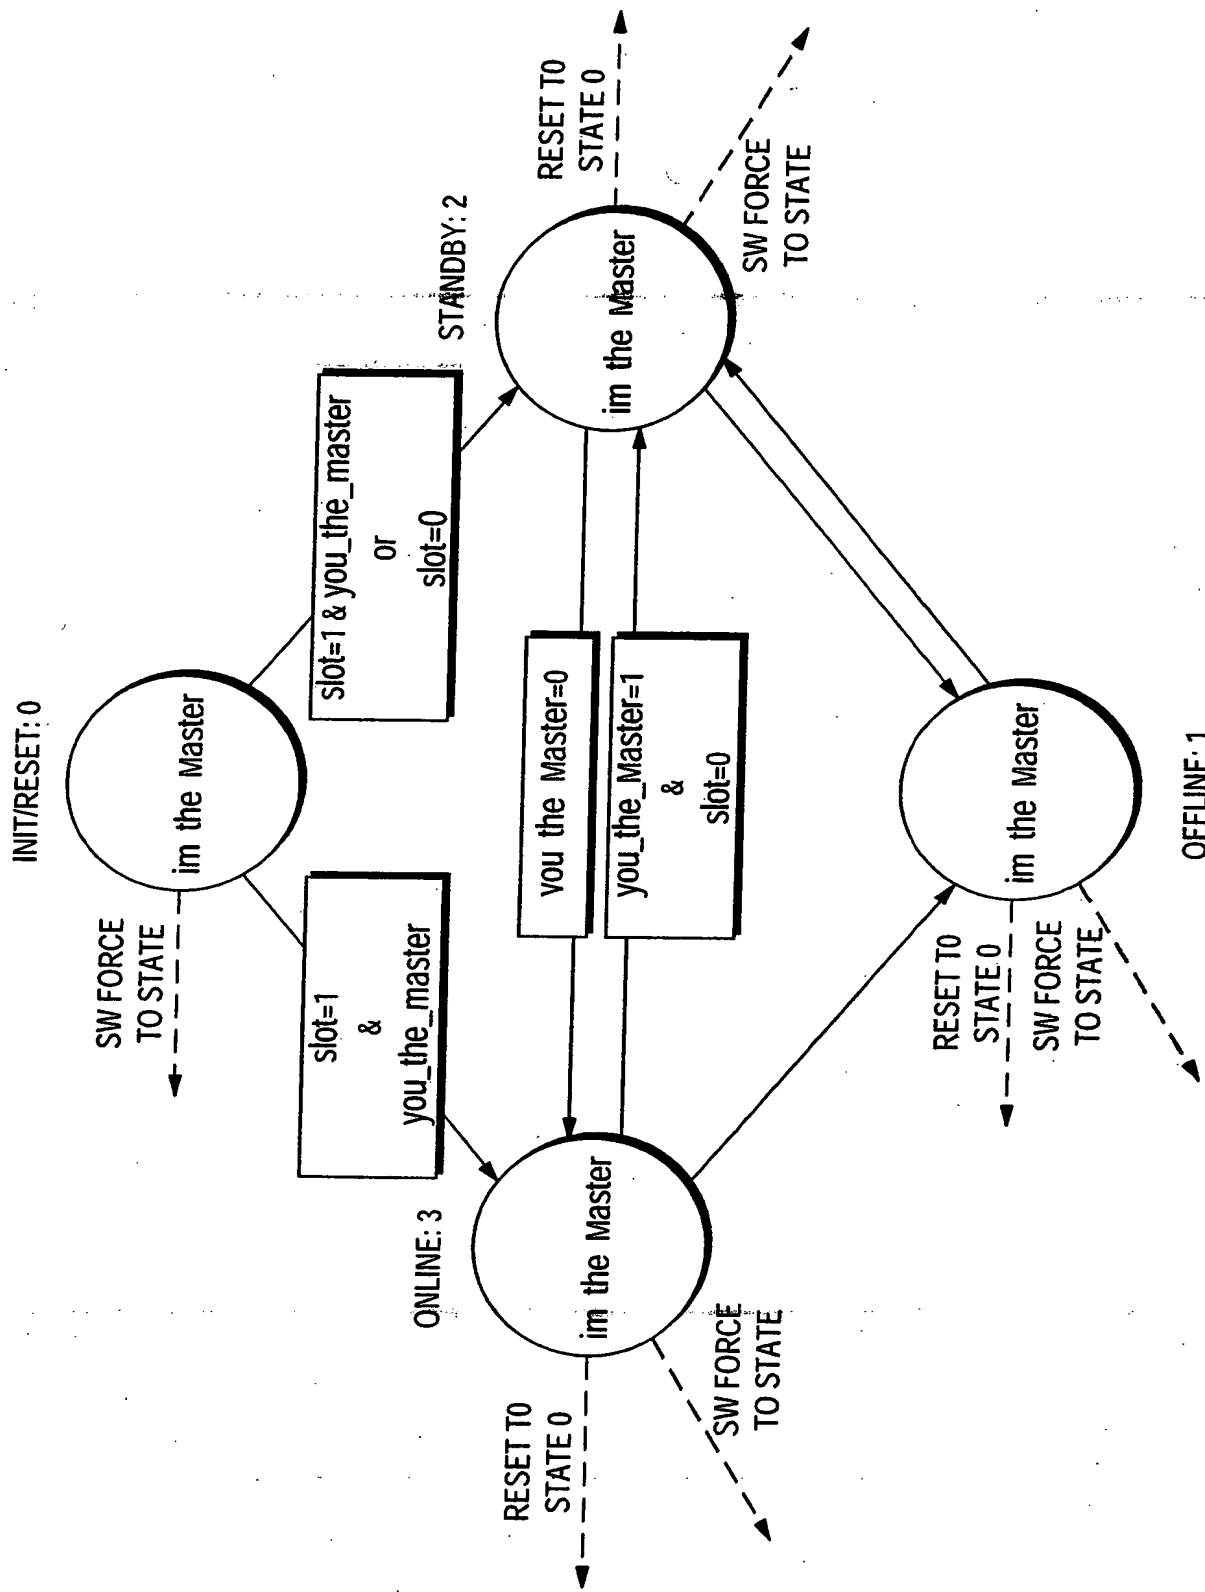 INIT/RESET: 0
SW FORCE
TO STATE
im the Master
slot=1
&
you_the_master
slot=1 & you_the_master
or
slot=0
ONLINE: 3
STANDBY: 2
im the Master
im the Master
RESET TO
STATE 0
RESET TO
STATE 0
vou the Master=0
you_the_Master=1
&
slot=0
SW FORCE
TO STATE
SW FORCE
TO STATE
im the Master
RESET TO
STATE 0
SW FORCE
TO STATE
OFFLINE: 1